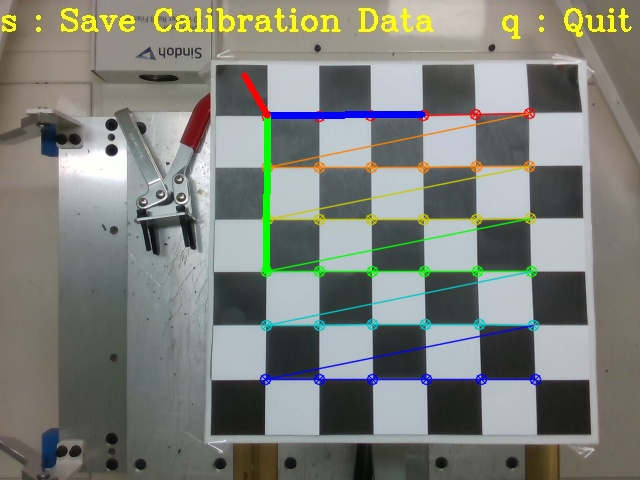 s : Save Calibration Data    q : Quit
Sindoh